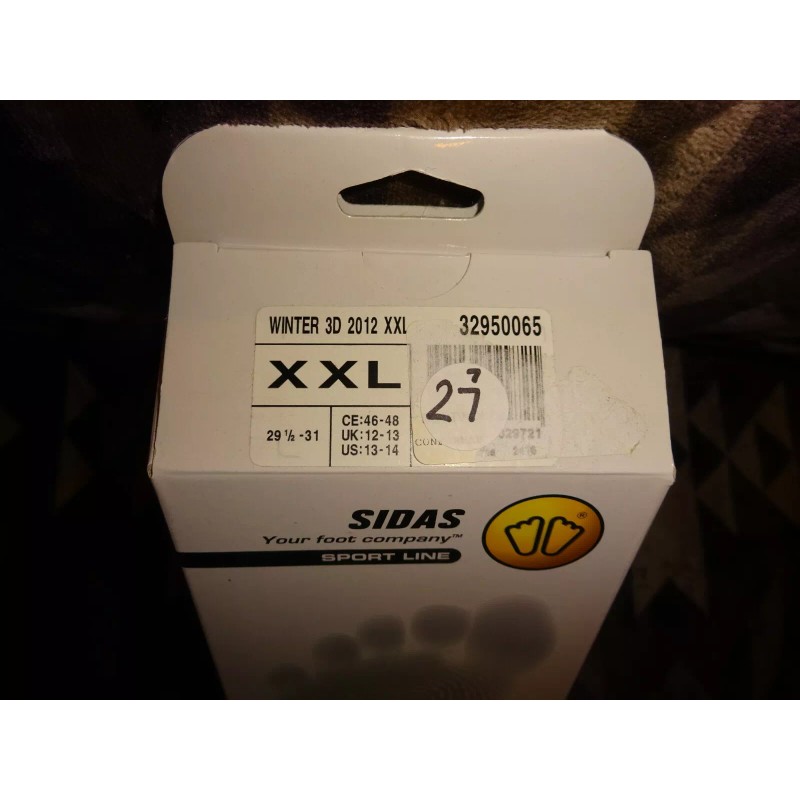 WINTER 3D 2012 XXL 32950065
XXL
29 ½ -31
CE:46-48
UK:12-13
US:13-14
27 7
SIDAS ®
Your foot company™
SPORT LINE